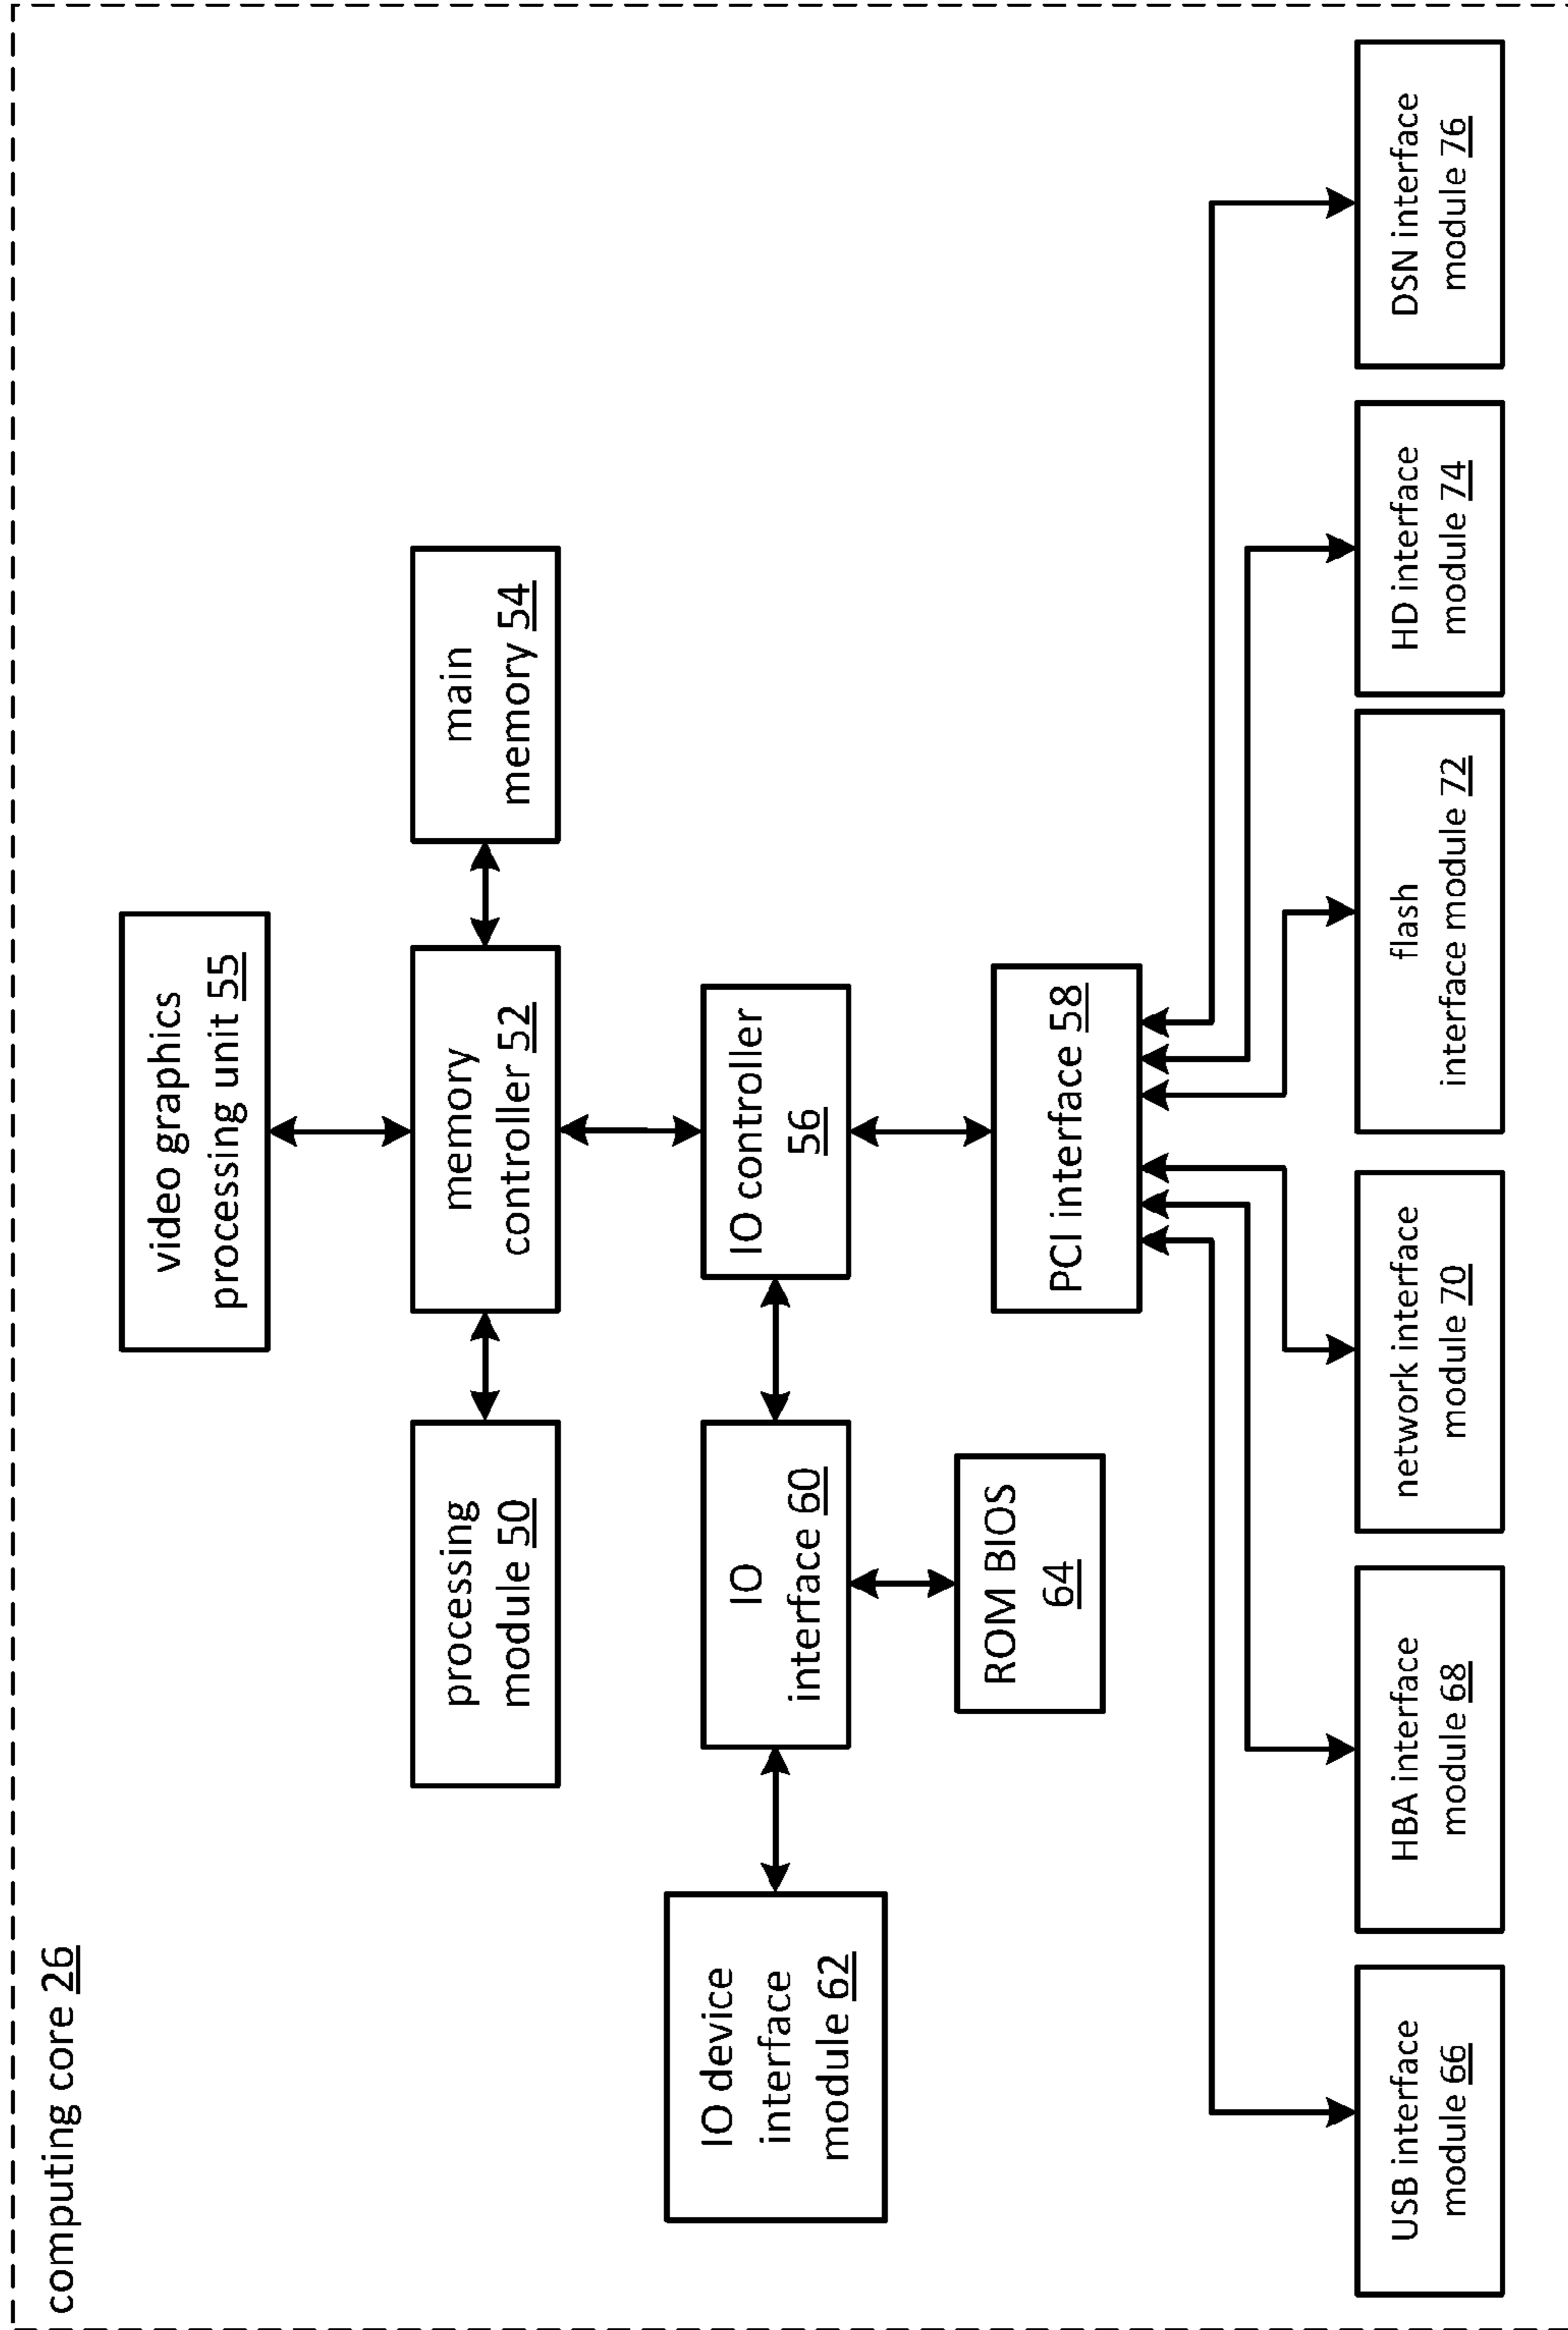 computing core 26
video graphics
processing unit 55
processing
module 50
memory
controller 52
main
memory 54
IO device
interface
module 62
IO
interface 60
IO controller
56
ROM BIOS
64
PCI interface 58
USB interface
module 66
HBA interface
module 68
network interface
module 70
flash
interface module 72
HD interface
module 74
DSN interface
module 76